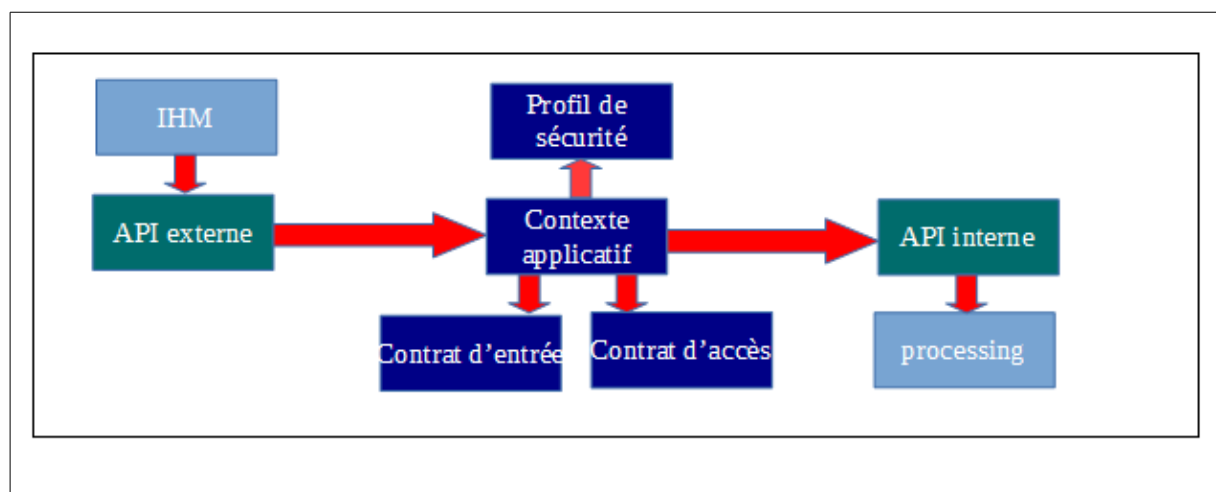 IHM
Profil de
sécurité
API externe
Contexte
applicatif
API interne
Contrat d’entrée
Contrat d’accès
processing